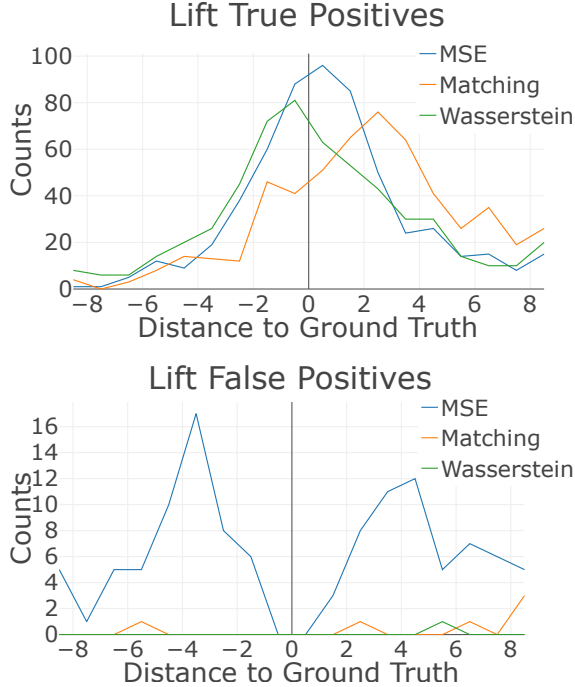 Lift True Positives
100
80
60
40
20
0
Counts
MSE
Matching
Wasserstein
−8 −6 −4 −2 0 2 4 6 8
Distance to Ground Truth
Lift False Positives
16
14
12
10
8
6
4
2
0
Counts
MSE
Matching
Wasserstein
−8 −6 −4 −2 0 2 4 6 8
Distance to Ground Truth